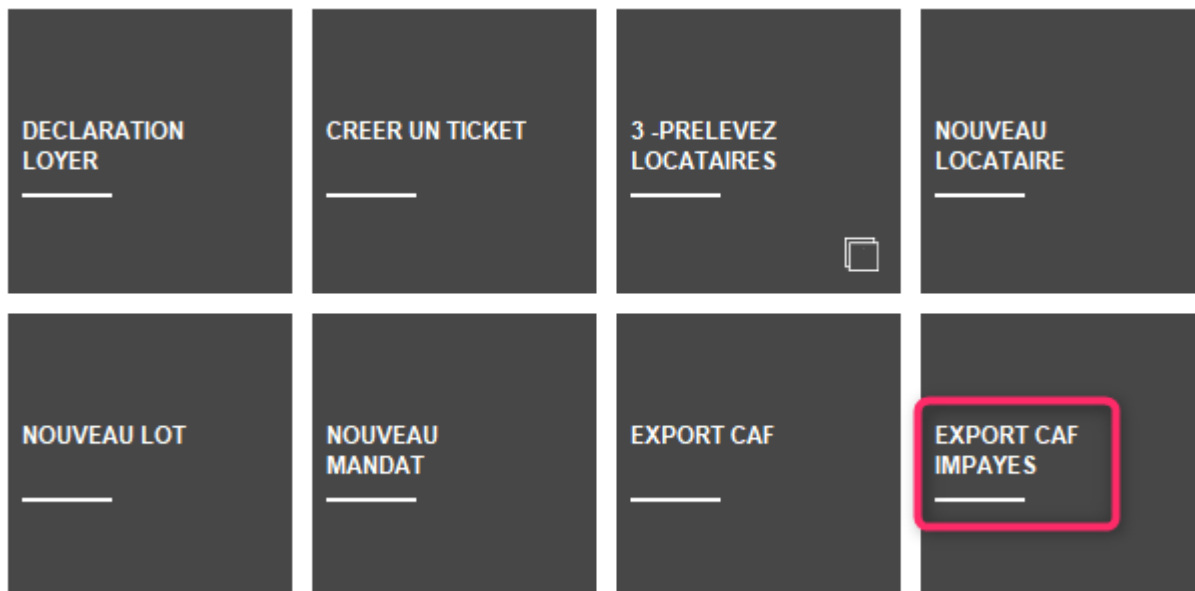 DECLARATION
LOYER
CREER UN TICKET
3 -PRELEVEZ
LOCATAIRES
NOUVEAU
LOCATAIRE
NOUVEAU LOT
NOUVEAU
MANDAT
EXPORT CAF
EXPORT CAF
IMPAYES